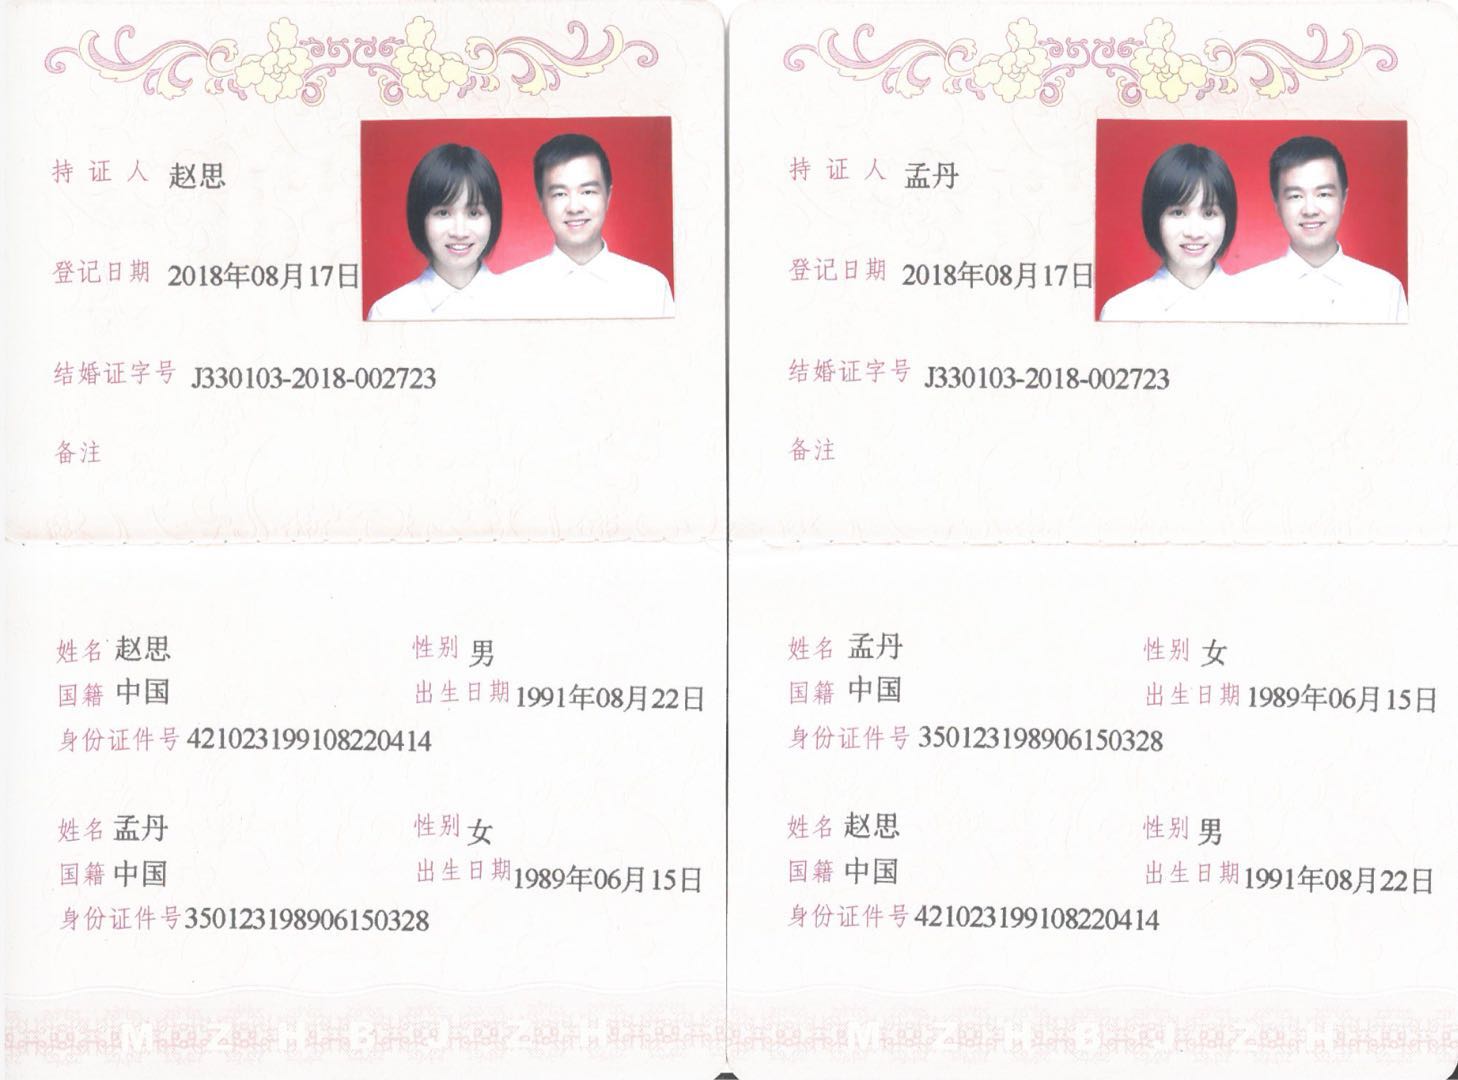 持证人 赵思
登记日期 2018年08月17日
结婚证字号 J330103-2018-002723
备注
姓名 赵思 性别 男
国籍 中国 出生日期 1991年08月22日
身份证件号 421023199108220414
姓名 孟丹 性别 女
国籍 中国 出生日期 1989年06月15日
身份证件号 350123198906150328
M Z H B J Z H
持证人 孟丹
登记日期 2018年08月17日
结婚证字号 J330103-2018-002723
备注
姓名 孟丹 性别 女
国籍 中国 出生日期 1989年06月15日
身份证件号 350123198906150328
姓名 赵思 性别 男
国籍 中国 出生日期 1991年08月22日
身份证件号 421023199108220414
M Z H B J Z H